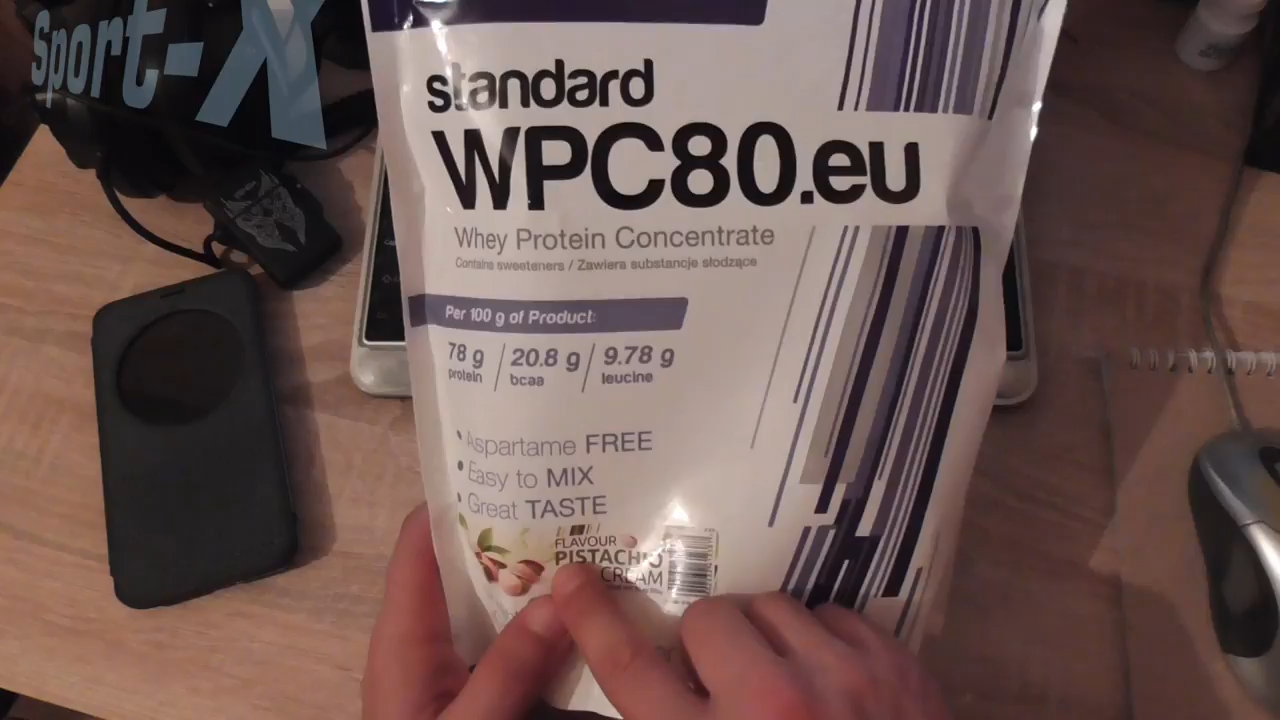 Sport-X
standard
WPC80.eu
Whey Protein Concentrate
Contains sweeteners / Zawiera substancje słodzące
Per 100 g of Product:
78 g / 20.8 g / 9.78 g
protein bcaa leucine
• Aspartame FREE
• Easy to MIX
• Great TASTE
FLAVOUR
PISTACHIO
CREAM